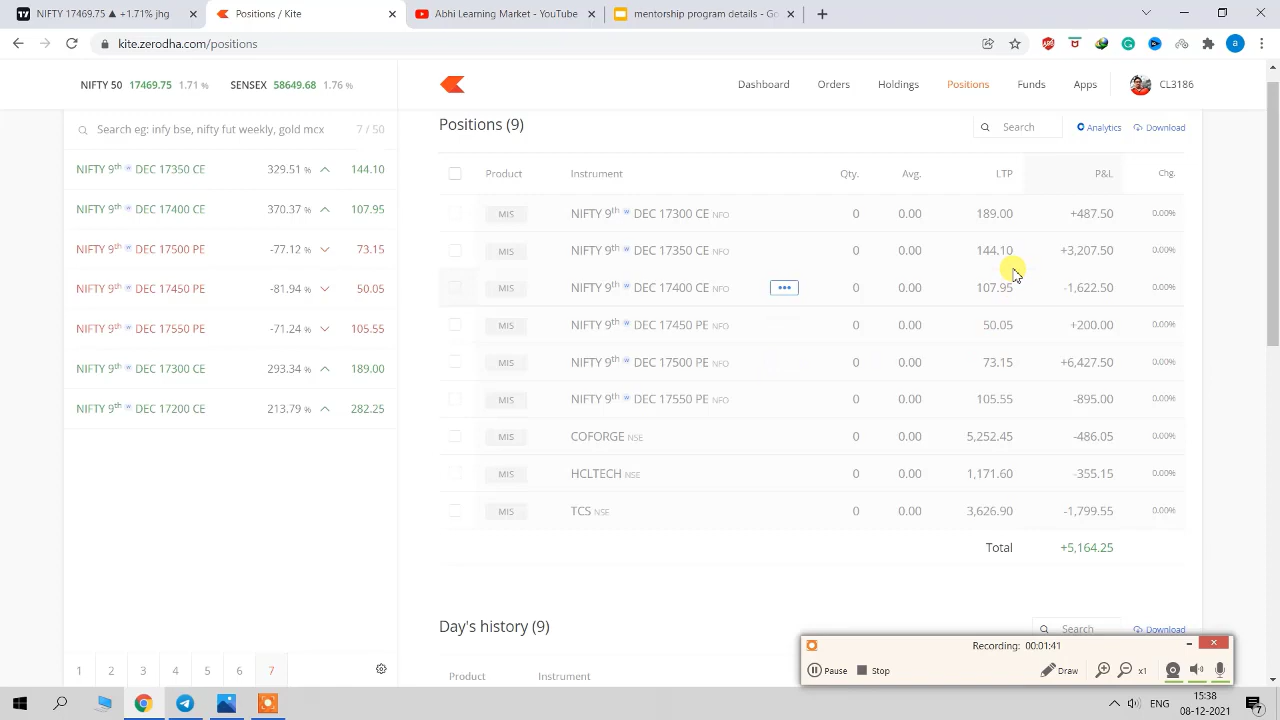 NIFTY 17469.75 ▲ +1.71% jhg
Positions / Kite
Abhi Learning Market - YouTube
mentorship program details - Go
kite.zerodha.com/positions
NIFTY 50 17469.75 1.71 %
SENSEX 58649.68 1.76 %
Dashboard
Orders
Holdings
Positions
Funds
Apps
CL3186
Search eg: infy bse, nifty fut weekly, gold mcx
7 / 50
NIFTY 9th w DEC 17350 CE 329.51 % 144.10
NIFTY 9th w DEC 17400 CE 370.37 % 107.95
NIFTY 9th w DEC 17500 PE -77.12 % 73.15
NIFTY 9th w DEC 17450 PE -81.94 % 50.05
NIFTY 9th w DEC 17550 PE -71.24 % 105.55
NIFTY 9th w DEC 17300 CE 293.34 % 189.00
NIFTY 9th w DEC 17200 CE 213.79 % 282.25
1 2 3 4 5 6 7
Positions (9)
Search
Analytics
Download
Product Instrument Qty. Avg. LTP P&L Chg.
MIS NIFTY 9th w DEC 17300 CE NFO 0 0.00 189.00 +487.50 0.00%
MIS NIFTY 9th w DEC 17350 CE NFO 0 0.00 144.10 +3,207.50 0.00%
MIS NIFTY 9th w DEC 17400 CE NFO ••• 0 0.00 107.95 -1,622.50 0.00%
MIS NIFTY 9th w DEC 17450 PE NFO 0 0.00 50.05 +200.00 0.00%
MIS NIFTY 9th w DEC 17500 PE NFO 0 0.00 73.15 +6,427.50 0.00%
MIS NIFTY 9th w DEC 17550 PE NFO 0 0.00 105.55 -895.00 0.00%
MIS COFORGE NSE 0 0.00 5,252.45 -486.05 0.00%
MIS HCLTECH NSE 0 0.00 1,171.60 -355.15 0.00%
MIS TCS NSE 0 0.00 3,626.90 -1,799.55 0.00%
Total +5,164.25
Day's history (9)
Search
Download
Product Instrument
Recording: 00:01:41
Pause
Stop
Draw
x1
ENG
15:38
08-12-2021
7